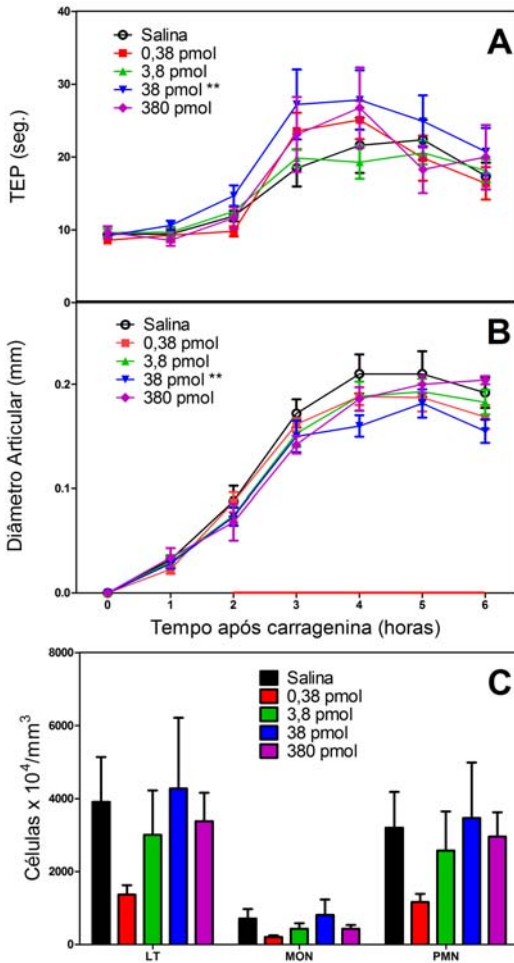 A
Salina
0,38 pmol
3,8 pmol
38 pmol **
380 pmol
TEP (seg.)
40
30
20
10
0
B
Salina
0,38 pmol
3,8 pmol
38 pmol **
380 pmol
Diâmetro Articular (mm)
0.2
0.1
0.0
0 1 2 3 4 5 6
Tempo após carragenina (horas)
C
Salina
0,38 pmol
3,8 pmol
38 pmol
380 pmol
Células x 10⁴/mm³
8000
6000
4000
2000
0
LT MON PMN